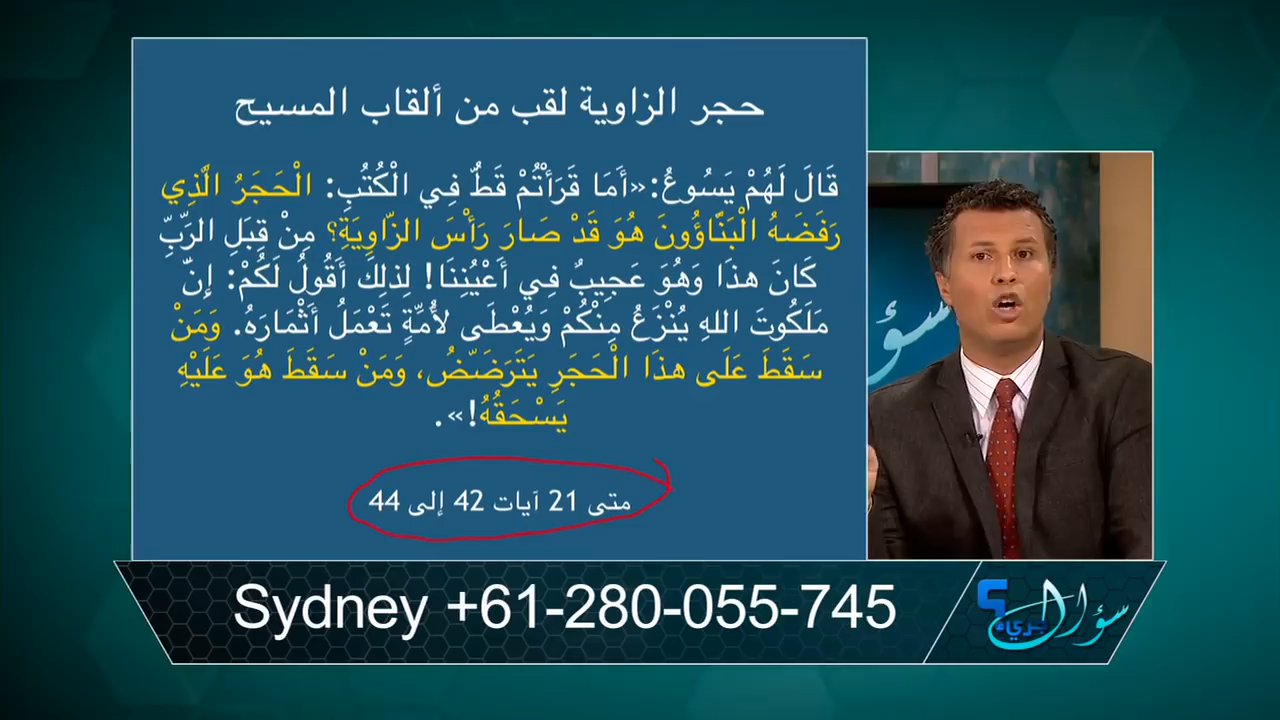 حجر الزاوية لقب من ألقاب المسيح
قَالَ لَهُمْ يَسُوعُ:«أَمَا قَرَأْتُمْ قَطُّ فِي الْكُتُبِ: الْحَجَرُ الَّذِي
رَفَضَهُ الْبَنَّاؤُونَ هُوَ قَدْ صَارَ رَأْسَ الزَّاوِيَةِ؟ مِنْ قِبَلِ الرَّبِّ
كَانَ هذَا وَهُوَ عَجِيبٌ فِي أَعْيُنِنَا! لِذلِكَ أَقُولُ لَكُمْ: إِنَّ
مَلَكُوتَ اللهِ يُنْزَعُ مِنْكُمْ وَيُعْطَى لأُمَّةٍ تَعْمَلُ أَثْمَارَهُ. وَمَنْ
سَقَطَ عَلَى هذَا الْحَجَرِ يَتَرَضَّضُ، وَمَنْ سَقَطَ هُوَ عَلَيْهِ
يَسْحَقُهُ!».
متى 21 آيات 42 إلى 44
سؤ
Sydney +61-280-055-745
سؤال جريء